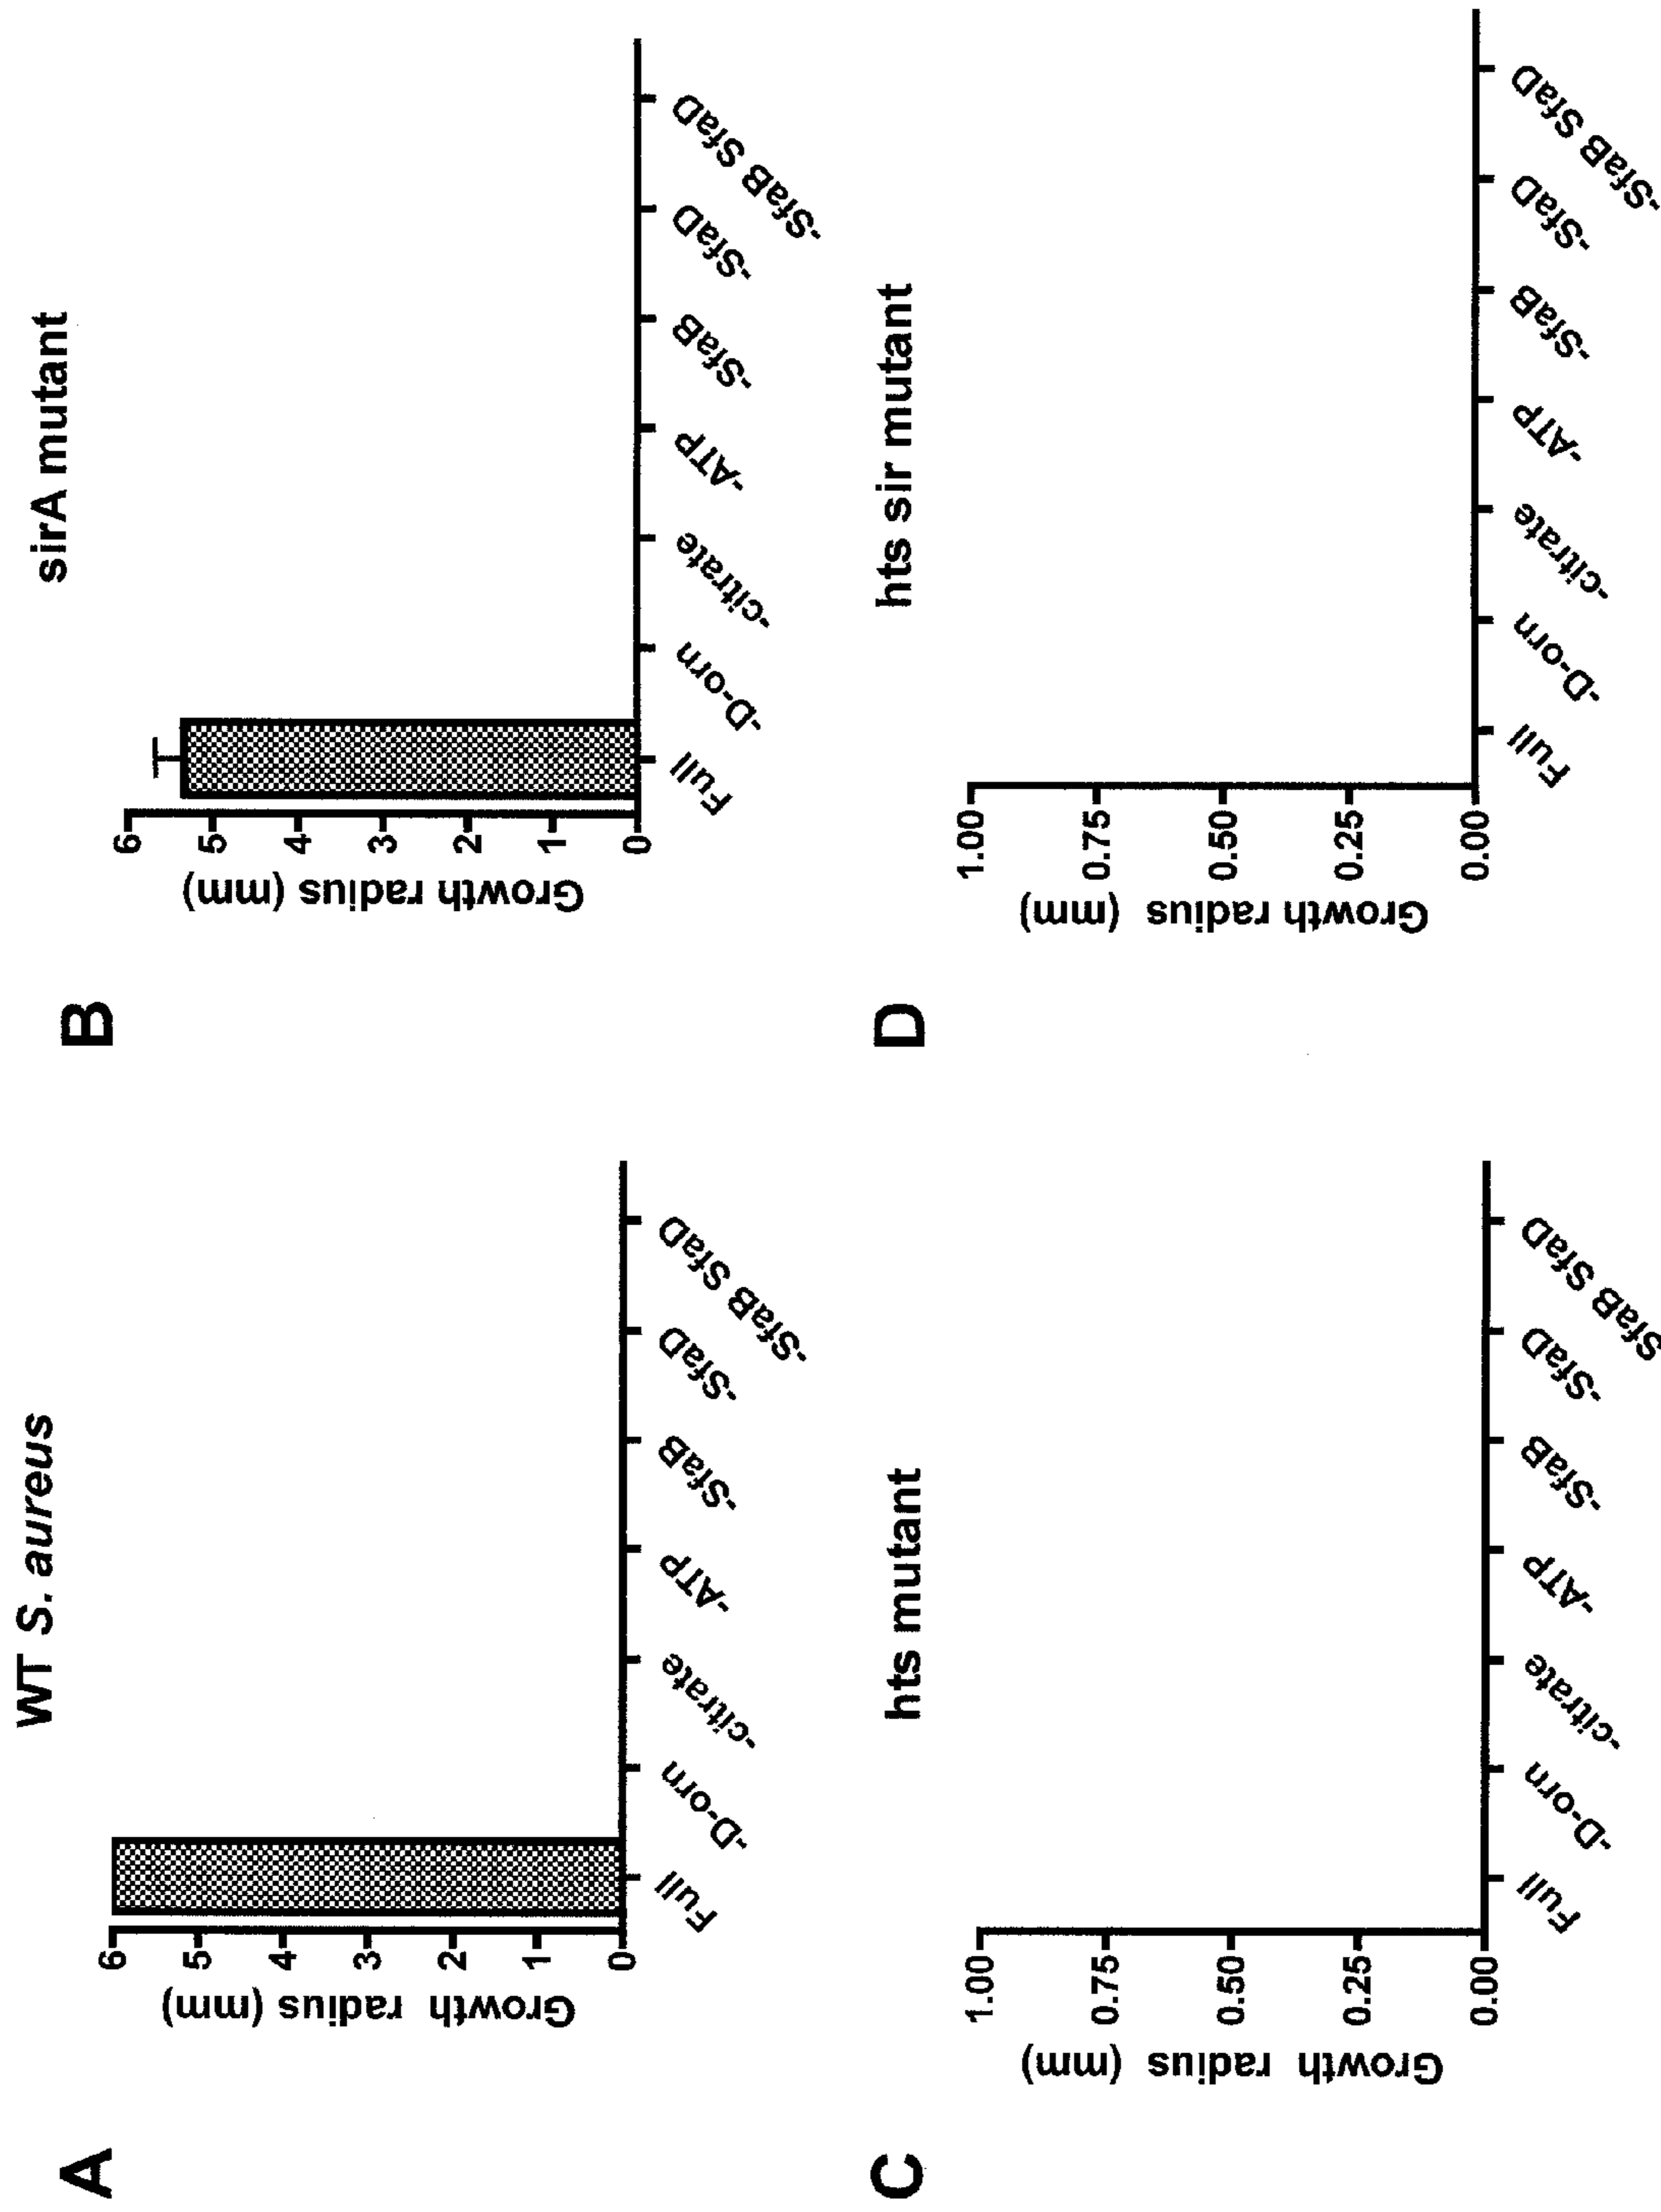 A
WT S. aureus
Growth radius (mm)
6
5
4
3
2
1
0
Full
-D-orn
-citrate
-ATP
-SfaB
-SfaD
-SfaB SfaD
B
sirA mutant
Growth radius (mm)
6
5
4
3
2
1
0
Full
-D-orn
-citrate
-ATP
-SfaB
-SfaD
-SfaB SfaD
C
hts mutant
Growth radius (mm)
1.00
0.75
0.50
0.25
0.00
Full
-D-orn
-citrate
-ATP
-SfaB
-SfaD
SfaB SfaD
D
hts sir mutant
Growth radius (mm)
1.00
0.75
0.50
0.25
0.00
Full
-D-orn
-citrate
-ATP
-SfaB
-SfaD
-SfaB SfaD